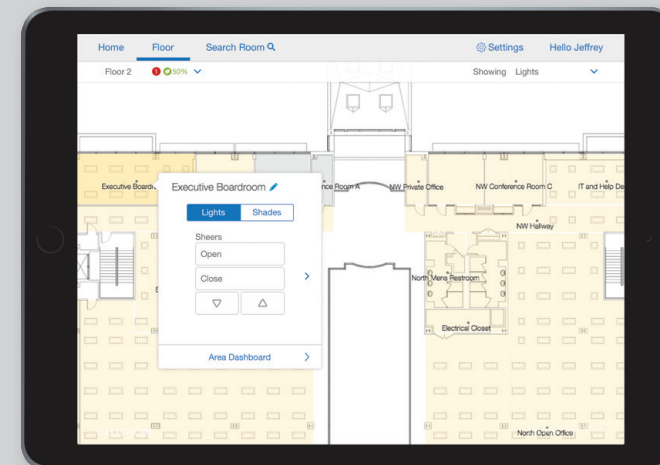 Home Floor Search Room Settings Hello Jeffrey
Floor 2 1 50% Showing Lights
Executive Boardroom
NW Private Office
NW Conference Room C
IT and Help De
NW Hallway
Lights Shades
Sheers
Open
Close
Area Dashboard
North Mens Restroom
Electrical Closet
North Open Office
nce Room A